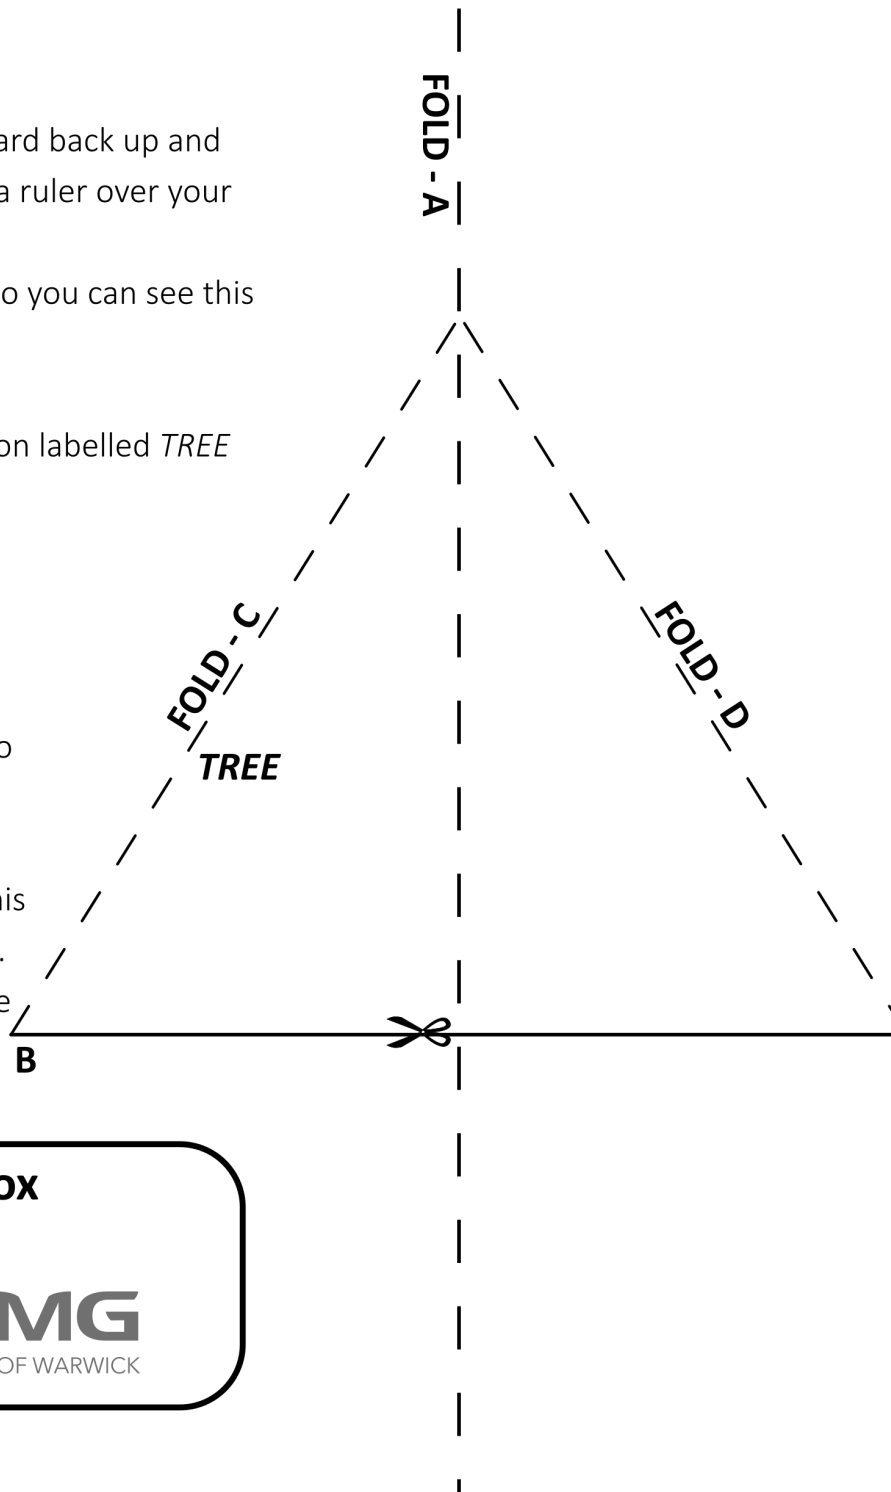 FOLD - A
ard back up and
a ruler over your
o you can see this
on labelled TREE
FOLD - C
FOLD - D
o
TREE
his
.
e
B
OX
MG
OF WARWICK